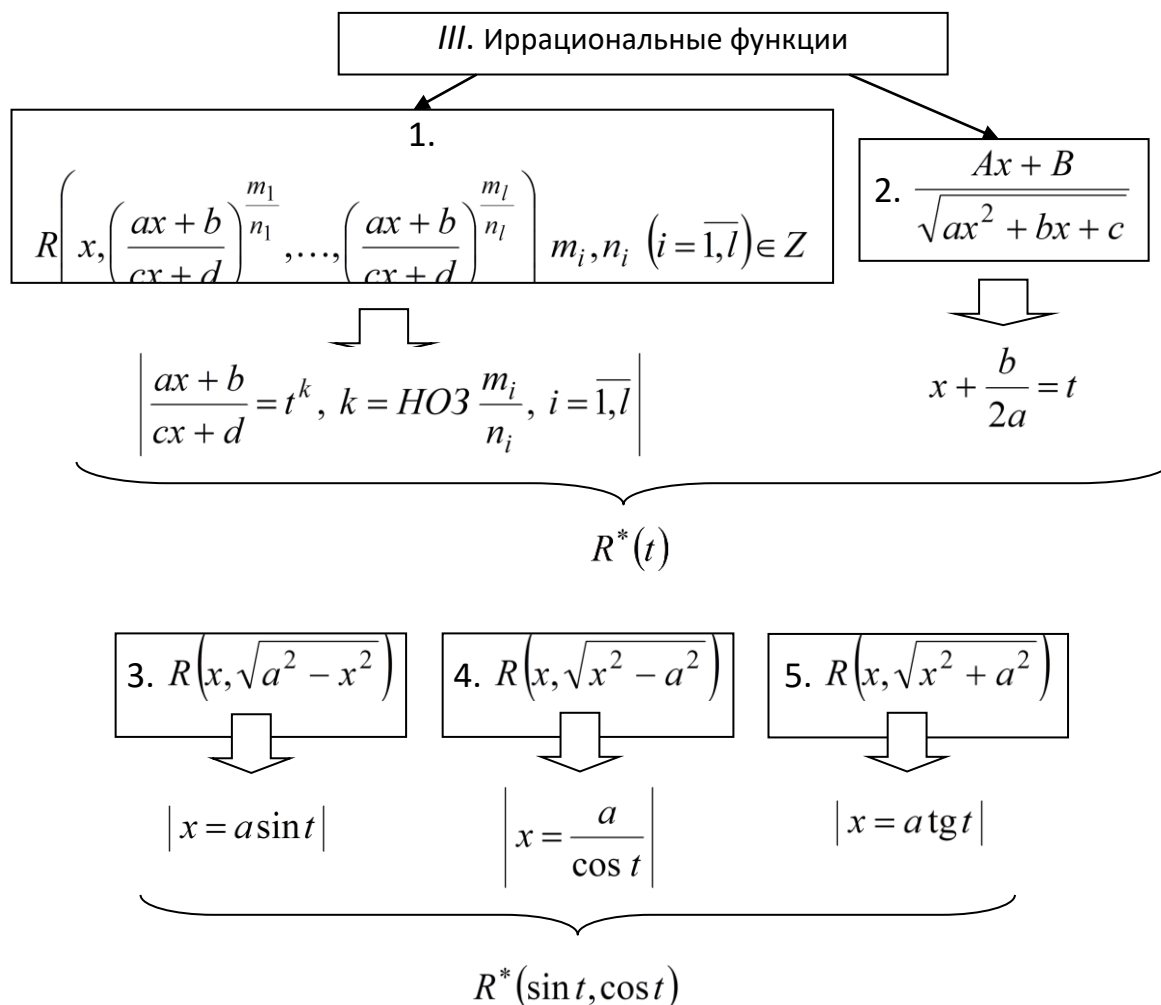 III. Иррациональные функции
1.
R(x, ((ax + b)/(cx + d))^(m₁/n₁), ..., ((ax + b)/(cx + d))^(m_l/n_l)) m_i, n_i (i = \overline{1,l}) ∈ Z
2. (Ax + B)/√(ax² + bx + c)
|(ax + b)/(cx + d) = t^k, k = НОЗ m_i/n_i, i = \overline{1,l}|
x + b/(2a) = t
R*(t)
3. R(x, √(a² − x²))
4. R(x, √(x² − a²))
5. R(x, √(x² + a²))
|x = a sin t|
|x = a/cos t|
|x = a tg t|
R*(sin t, cos t)